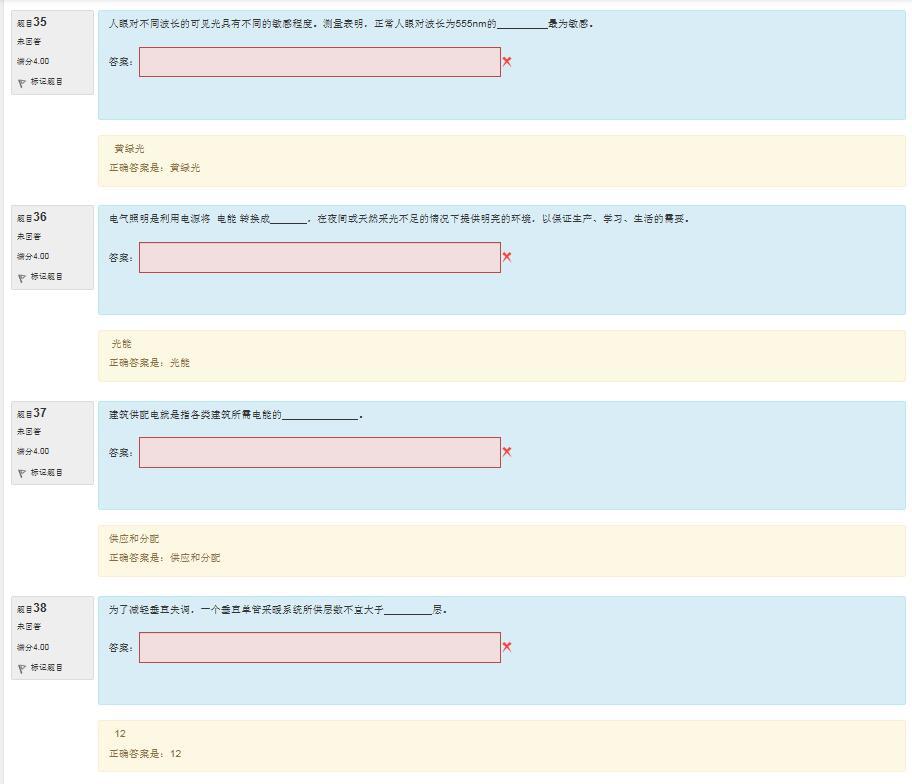 题目35
未回答
满分4.00
标记题目
人眼对不同波长的可见光具有不同的敏感程度。测量表明，正常人眼对波长为555nm的__________最为敏感。
答案：
黄绿光
正确答案是：黄绿光
题目36
未回答
满分4.00
标记题目
电气照明是利用电源将 电能 转换成_______，在夜间或天然采光不足的情况下提供明亮的环境，以保证生产、学习、生活的需要。
答案：
光能
正确答案是：光能
题目37
未回答
满分4.00
标记题目
建筑供配电就是指各类建筑所需电能的_______________。
答案：
供应和分配
正确答案是：供应和分配
题目38
未回答
满分4.00
标记题目
为了减轻垂直失调，一个垂直单管采暖系统所供层数不宜大于_________层。
答案：
12
正确答案是：12